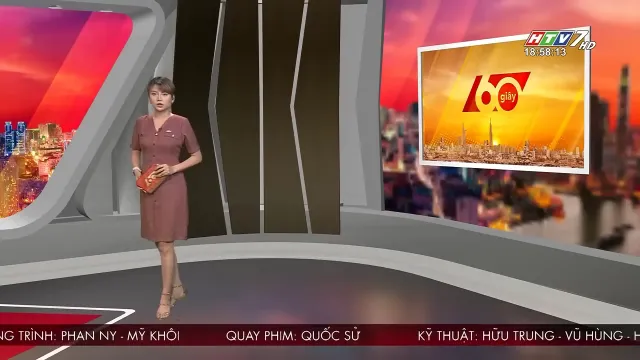 HTV7 HD
18:58:13
60 giây
NG TRÌNH: PHAN NY - MỸ KHÔI QUAY PHIM: QUỐC SỬ KỸ THUẬT: HỮU TRUNG - VŨ HÙNG - H